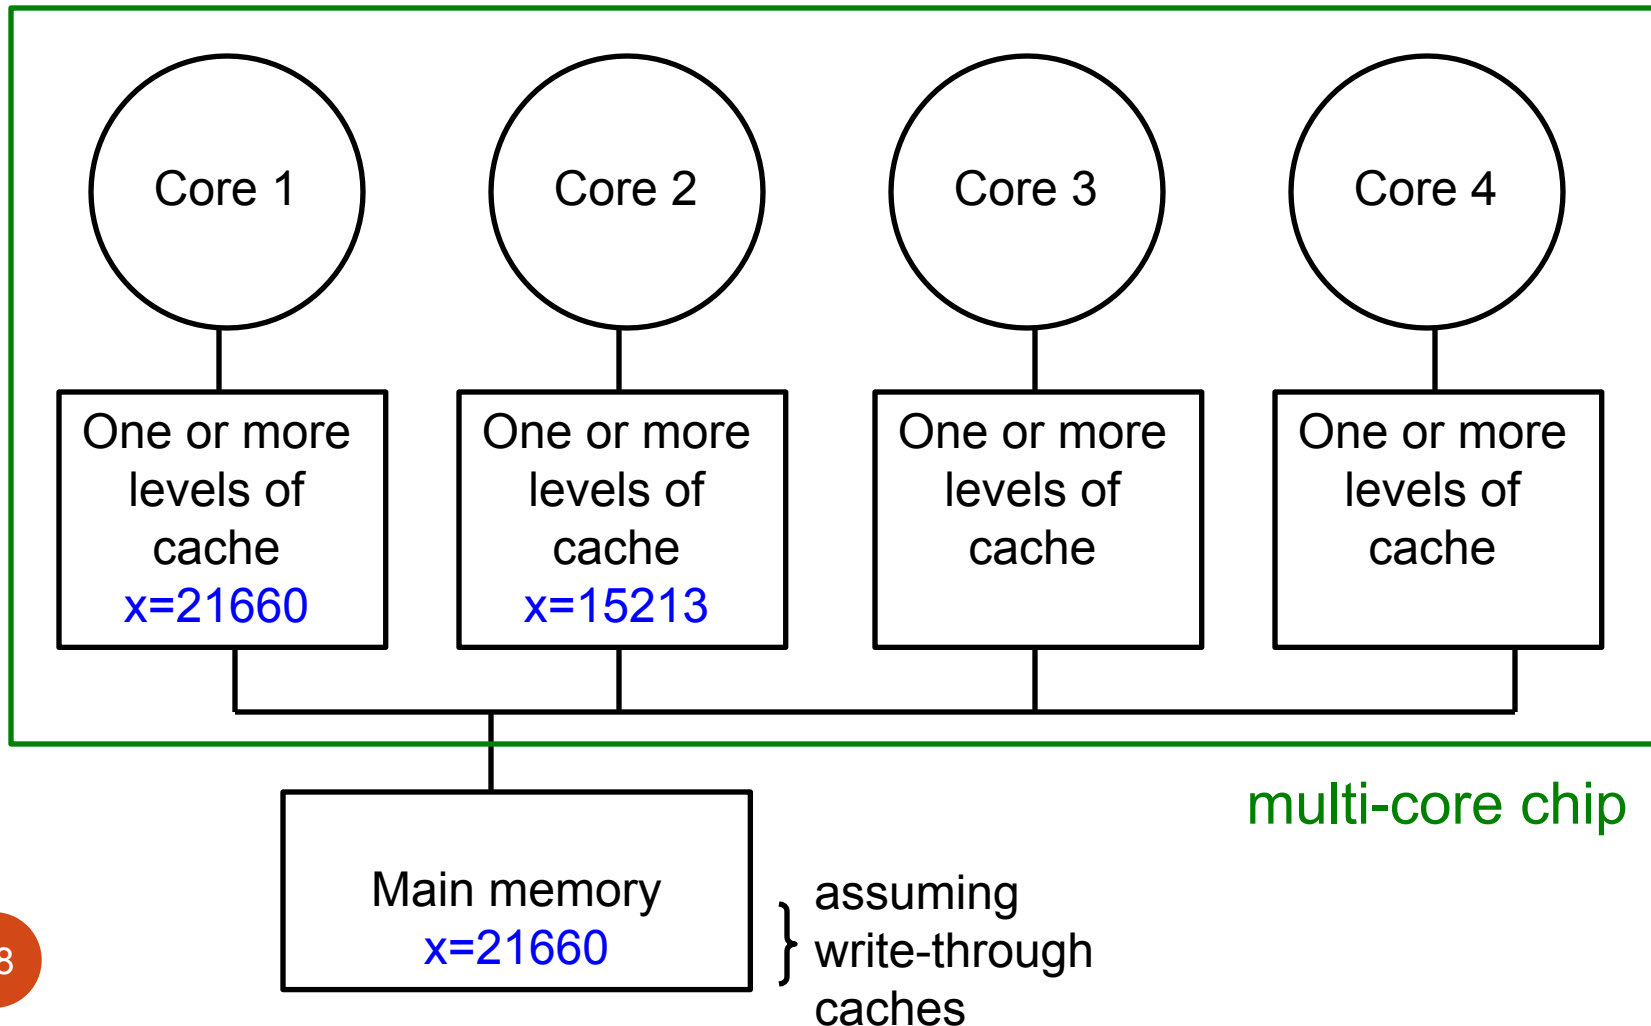 Core 1
Core 2
Core 3
Core 4
One or more
levels of
cache
x=21660
One or more
levels of
cache
x=15213
One or more
levels of
cache
One or more
levels of
cache
multi-core chip
Main memory
x=21660
assuming
write-through
caches
8